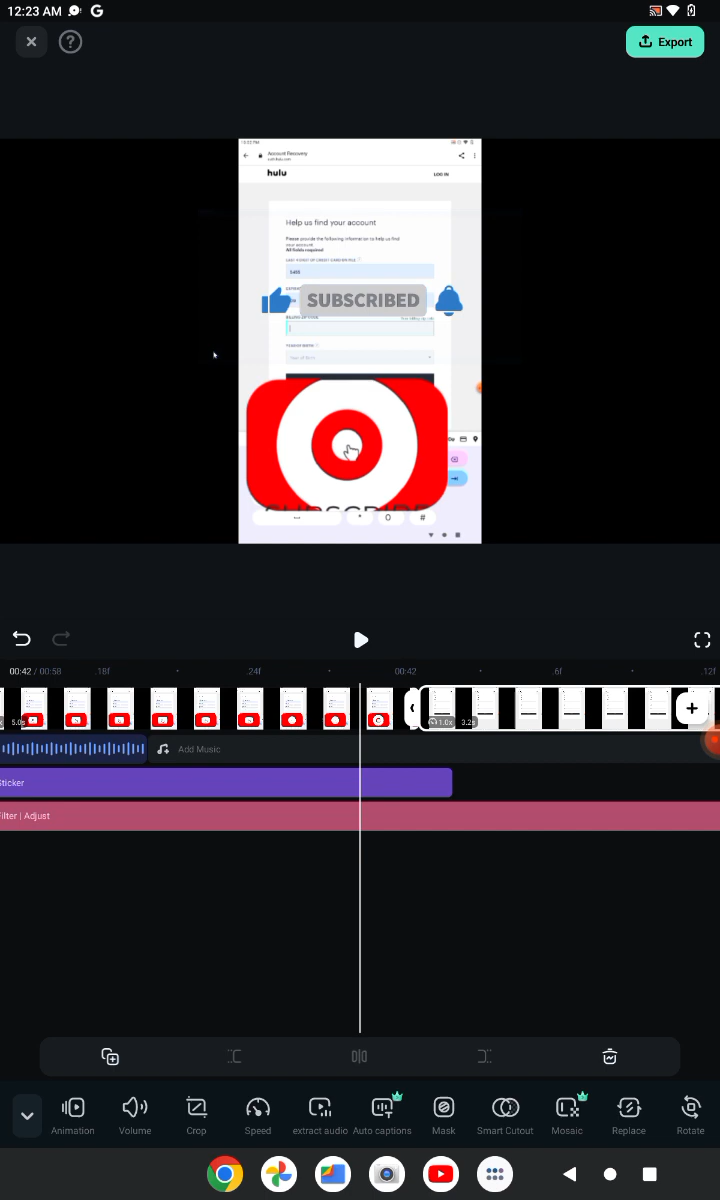 12:23 AM
Export
Account Recovery
hulu
LOG IN
Help us find your account
Please provide the following information to help us find
your account
All fields required
SUBSCRIBED
SUBSCRIBE
00:42 / 00:58
.18f
.24f
00:42
.6f
.12f
5.0s
1.0x
3.2s
Add Music
Sticker
Filter | Adjust
Animation
Volume
Crop
Speed
extract audio
Auto captions
Mask
Smart Cutout
Mosaic
Replace
Rotate